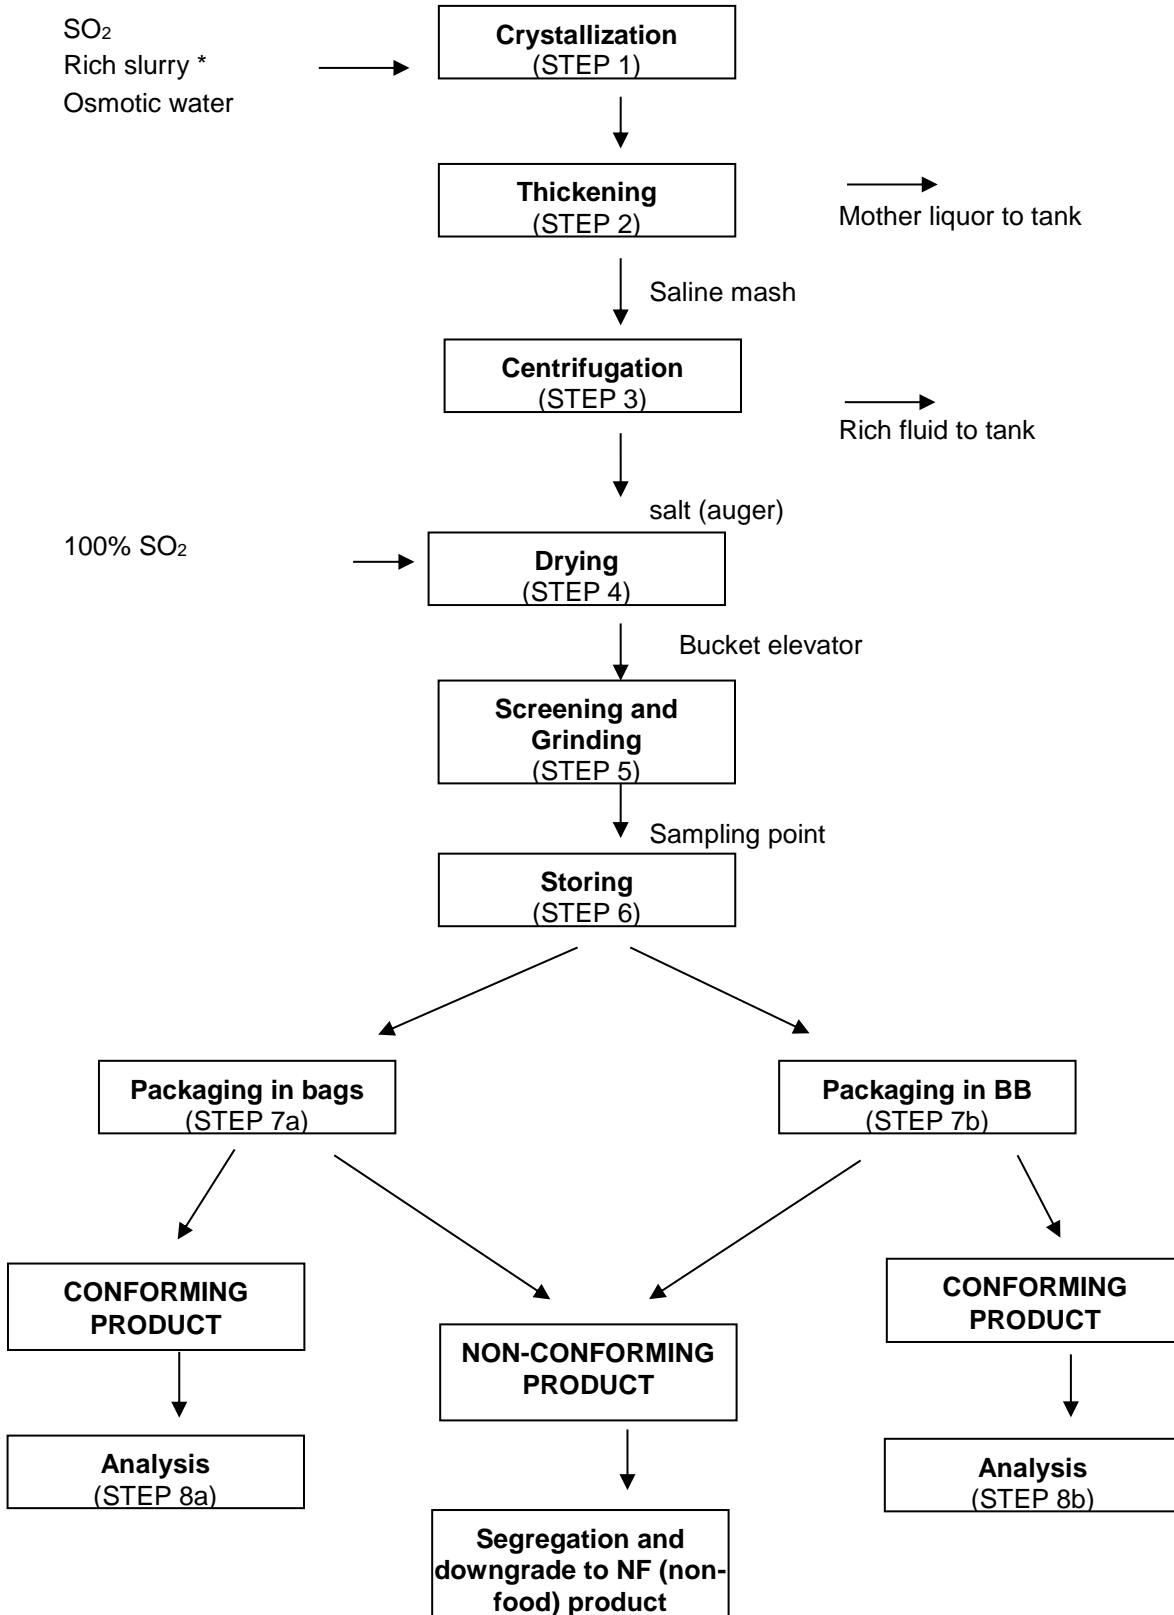 SO₂
Rich slurry *
Osmotic water
Crystallization
(STEP 1)
Thickening
(STEP 2)
Mother liquor to tank
Saline mash
Centrifugation
(STEP 3)
Rich fluid to tank
salt (auger)
100% SO₂
Drying
(STEP 4)
Bucket elevator
Screening and
Grinding
(STEP 5)
Sampling point
Storing
(STEP 6)
Packaging in bags
(STEP 7a)
Packaging in BB
(STEP 7b)
CONFORMING
PRODUCT
NON-CONFORMING
PRODUCT
CONFORMING
PRODUCT
Analysis
(STEP 8a)
Analysis
(STEP 8b)
Segregation and
downgrade to NF (non-
food) product